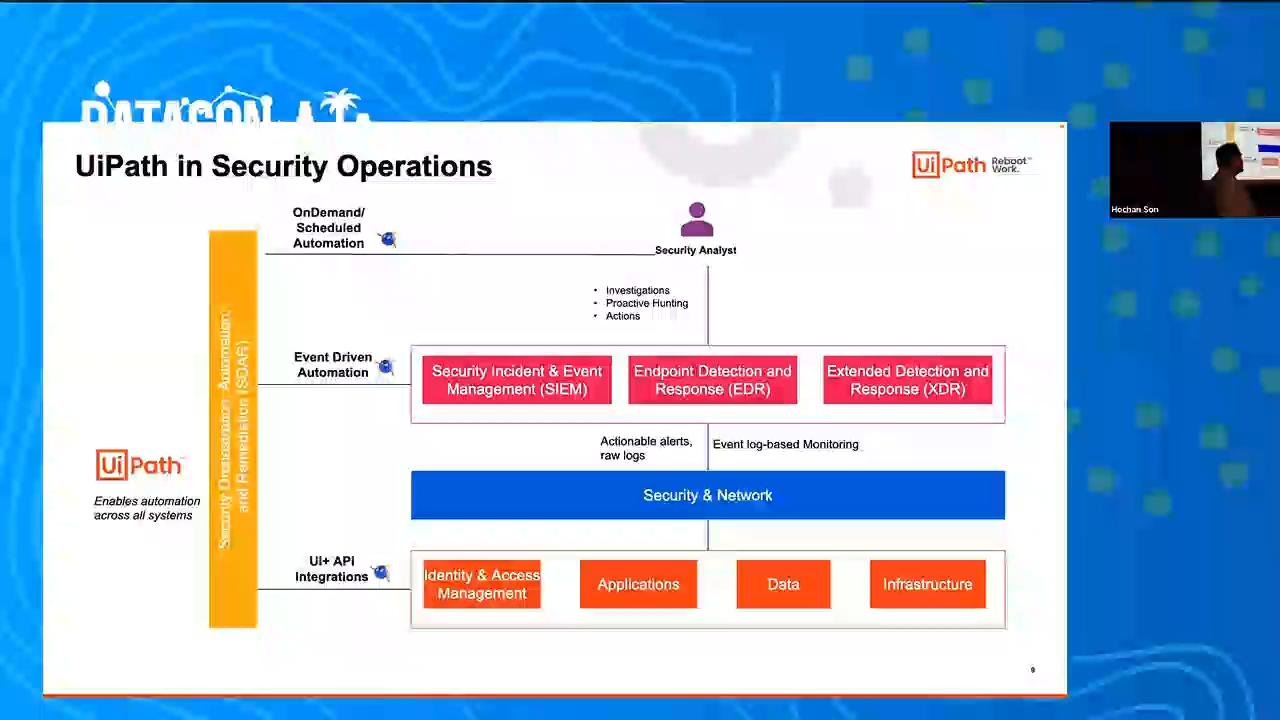 DATACON LA
UiPath in Security Operations
UiPath Reboot
Work.
Hochan Son
OnDemand/
Scheduled
Automation
Security Analyst
• Investigations
• Proactive Hunting
• Actions
Event Driven
Automation
Security Incident & Event
Management (SIEM)
Endpoint Detection and
Response (EDR)
Extended Detection and
Response (XDR)
Actionable alerts,
raw logs
Event log-based Monitoring
UiPath™
Enables automation
across all systems
Security Orchestration, Automation,
and Remediation (SOAR)
Security & Network
UI+ API
Integrations
Identity & Access
Management
Applications
Data
Infrastructure
9